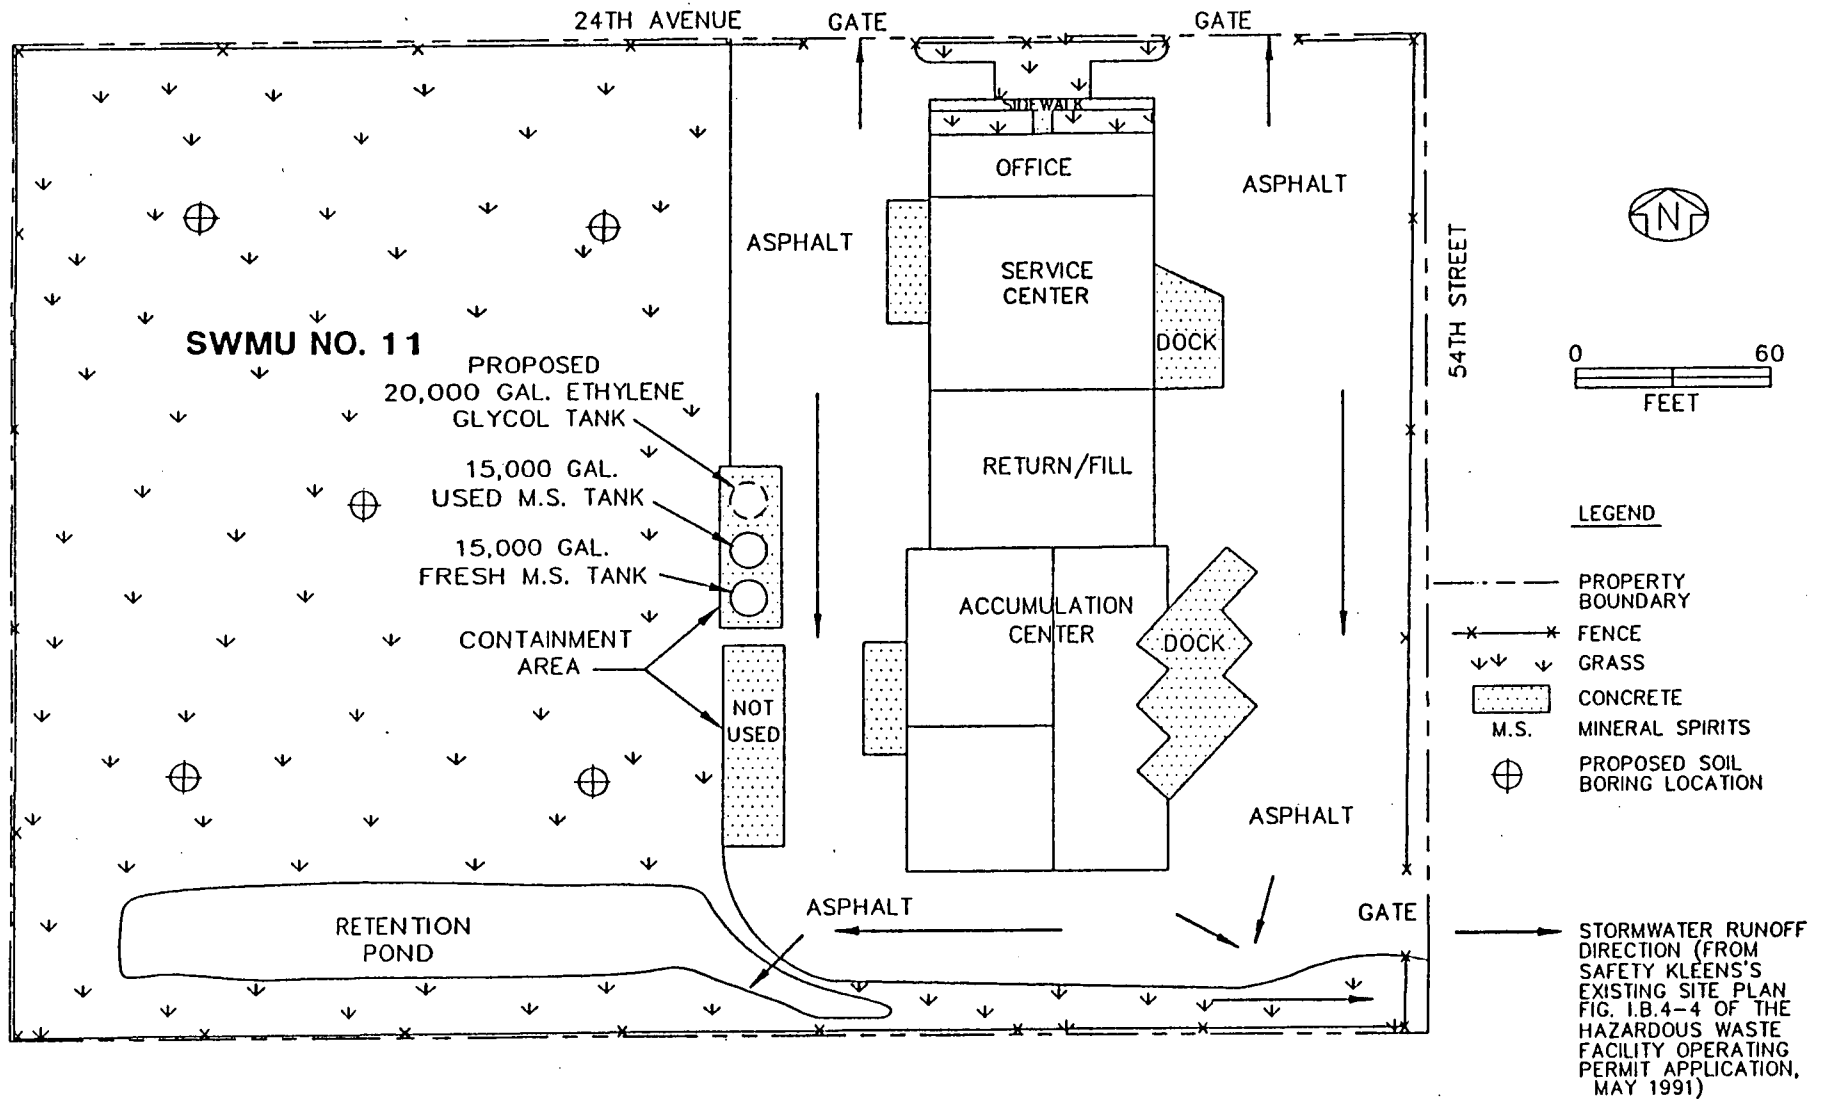 24TH AVENUE
GATE
GATE
SIDEWALK
OFFICE
ASPHALT
ASPHALT
SERVICE
CENTER
DOCK
54TH STREET
N
0 60
FEET
SWMU NO. 11
PROPOSED
20,000 GAL. ETHYLENE
GLYCOL TANK
15,000 GAL.
USED M.S. TANK
15,000 GAL.
FRESH M.S. TANK
CONTAINMENT
AREA
NOT
USED
RETURN/FILL
ACCUMULATION
CENTER
DOCK
ASPHALT
ASPHALT
GATE
RETENTION
POND
LEGEND
PROPERTY
BOUNDARY
FENCE
GRASS
CONCRETE
M.S. MINERAL SPIRITS
PROPOSED SOIL
BORING LOCATION
STORMWATER RUNOFF
DIRECTION (FROM
SAFETY KLEENS'S
EXISTING SITE PLAN
FIG. I.B.4-4 OF THE
HAZARDOUS WASTE
FACILITY OPERATING
PERMIT APPLICATION,
MAY 1991)